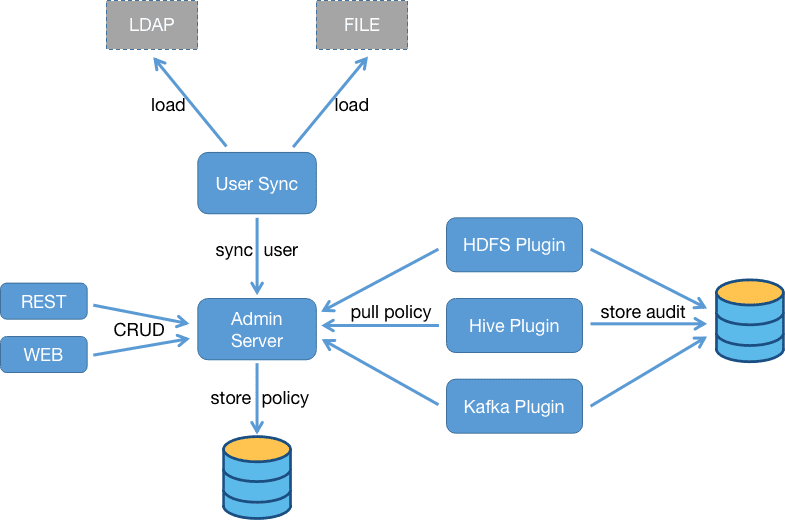 LDAP
FILE
load
load
User Sync
sync user
HDFS Plugin
REST
CRUD
WEB
Admin
Server
pull policy
Hive Plugin
store audit
store policy
Kafka Plugin